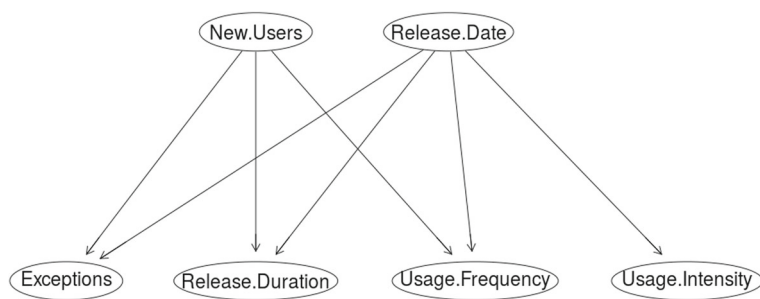 New.Users
Release.Date
Exceptions
Release.Duration
Usage.Frequency
Usage.Intensity